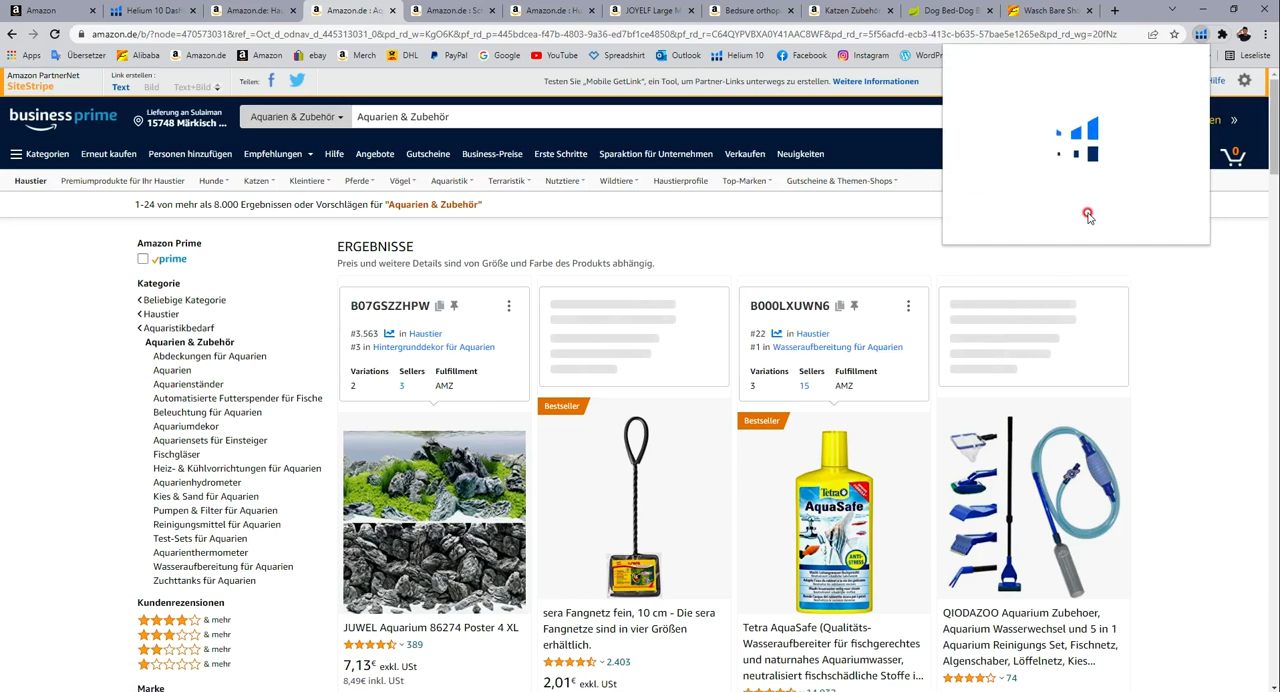 Amazon
Helium 10 Dash
Amazon.de: Hau
Amazon.de : Aq
Amazon.de : Sch
Amazon.de : Hu
JOYELF Large M
Bedsure orthop
Katzen Zubehör
Dog Bed-Dog B
Wasch Bare Sho
amazon.de/b/?node=470573031&ref_=Oct_d_odnav_d_445313031_0&pd_rd_w=KgO6K&pf_rd_p=445bdcea-f47b-4803-9a36-ed7bf1ce4850&pf_rd_r=C64QYPVBXA0Y41AAC8WF&pd_rd_r=5f56acfd-ecb3-413c-b635-57bae5e1265e&pd_rd_wg=20fNz
Apps
Übersetzer
Alibaba
Amazon.de
Amazon
ebay
Merch
DHL
PayPal
Google
YouTube
Spreadshirt
Outlook
Helium 10
Facebook
Instagram
WordPr
Leseliste
Amazon PartnerNet
SiteStripe
Link erstellen :
Text Bild Text+Bild
Teilen:
Testen Sie „Mobile GetLink“, ein Tool, um Partner-Links unterwegs zu erstellen. Weitere Information
Hilfe
business prime
Lieferung an Sulaiman
15748 Märkisch ...
Aquarien & Zubehör
Aquarien & Zubehör
en »
0
Kategorien Erneut kaufen Personen hinzufügen Empfehlungen Hilfe Angebote Gutscheine Business-Preise Erste Schritte Sparaktion für Unternehmen Verkaufen Neuigkeiten
Haustier Premiumprodukte für Ihr Haustier Hunde Katzen Kleintiere Pferde Vögel Aquaristik Terraristik Nutztiere Wildtiere Haustierprofile Top-Marken Gutscheine & Themen-Shops
1-24 von mehr als 8.000 Ergebnissen oder Vorschlägen für "Aquarien & Zubehör"
Amazon Prime
prime
Kategorie
Beliebige Kategorie
Haustier
Aquaristikbedarf
Aquarien & Zubehör
Abdeckungen für Aquarien
Aquarien
Aquarienständer
Automatisierte Futterspender für Fische
Beleuchtung für Aquarien
Aquariumdekor
Aquariensets für Einsteiger
Fischgläser
Heiz- & Kühlvorrichtungen für Aquarien
Aquarienhydrometer
Kies & Sand für Aquarien
Pumpen & Filter für Aquarien
Reinigungsmittel für Aquarien
Test-Sets für Aquarien
Aquarienthermometer
Wasseraufbereitung für Aquarien
Zuchttanks für Aquarien
Kundenrezensionen
& mehr
& mehr
& mehr
& mehr
Marke
ERGEBNISSE
Preis und weitere Details sind von Größe und Farbe des Produkts abhängig.
B07GSZZHPW
#3.563 in Haustier
#3 in Hintergrunddekor für Aquarien
Variations Sellers Fulfillment
2 3 AMZ
JUWEL Aquarium 86274 Poster 4 XL
389
7,13€ exkl. USt
8,49€ inkl. USt
Bestseller
sera Fangnetz fein, 10 cm - Die sera
Fangnetze sind in vier Größen
erhältlich.
2.403
2,01€ exkl. USt
B000LXUWN6
#22 in Haustier
#1 in Wasseraufbereitung für Aquarien
Variations Sellers Fulfillment
3 15 AMZ
Bestseller
Tetra
AquaSafe
Tetra AquaSafe (Qualitäts-
Wasseraufbereiter für fischgerechtes
und naturnahes Aquariumwasser,
neutralisiert fischschädliche Stoffe i...
QIODAZOO Aquarium Zubehoer,
Aquarium Wasserwechsel und 5 in 1
Aquarium Reinigungs Set, Fischnetz,
Algenschaber, Löffelnetz, Kies...
74